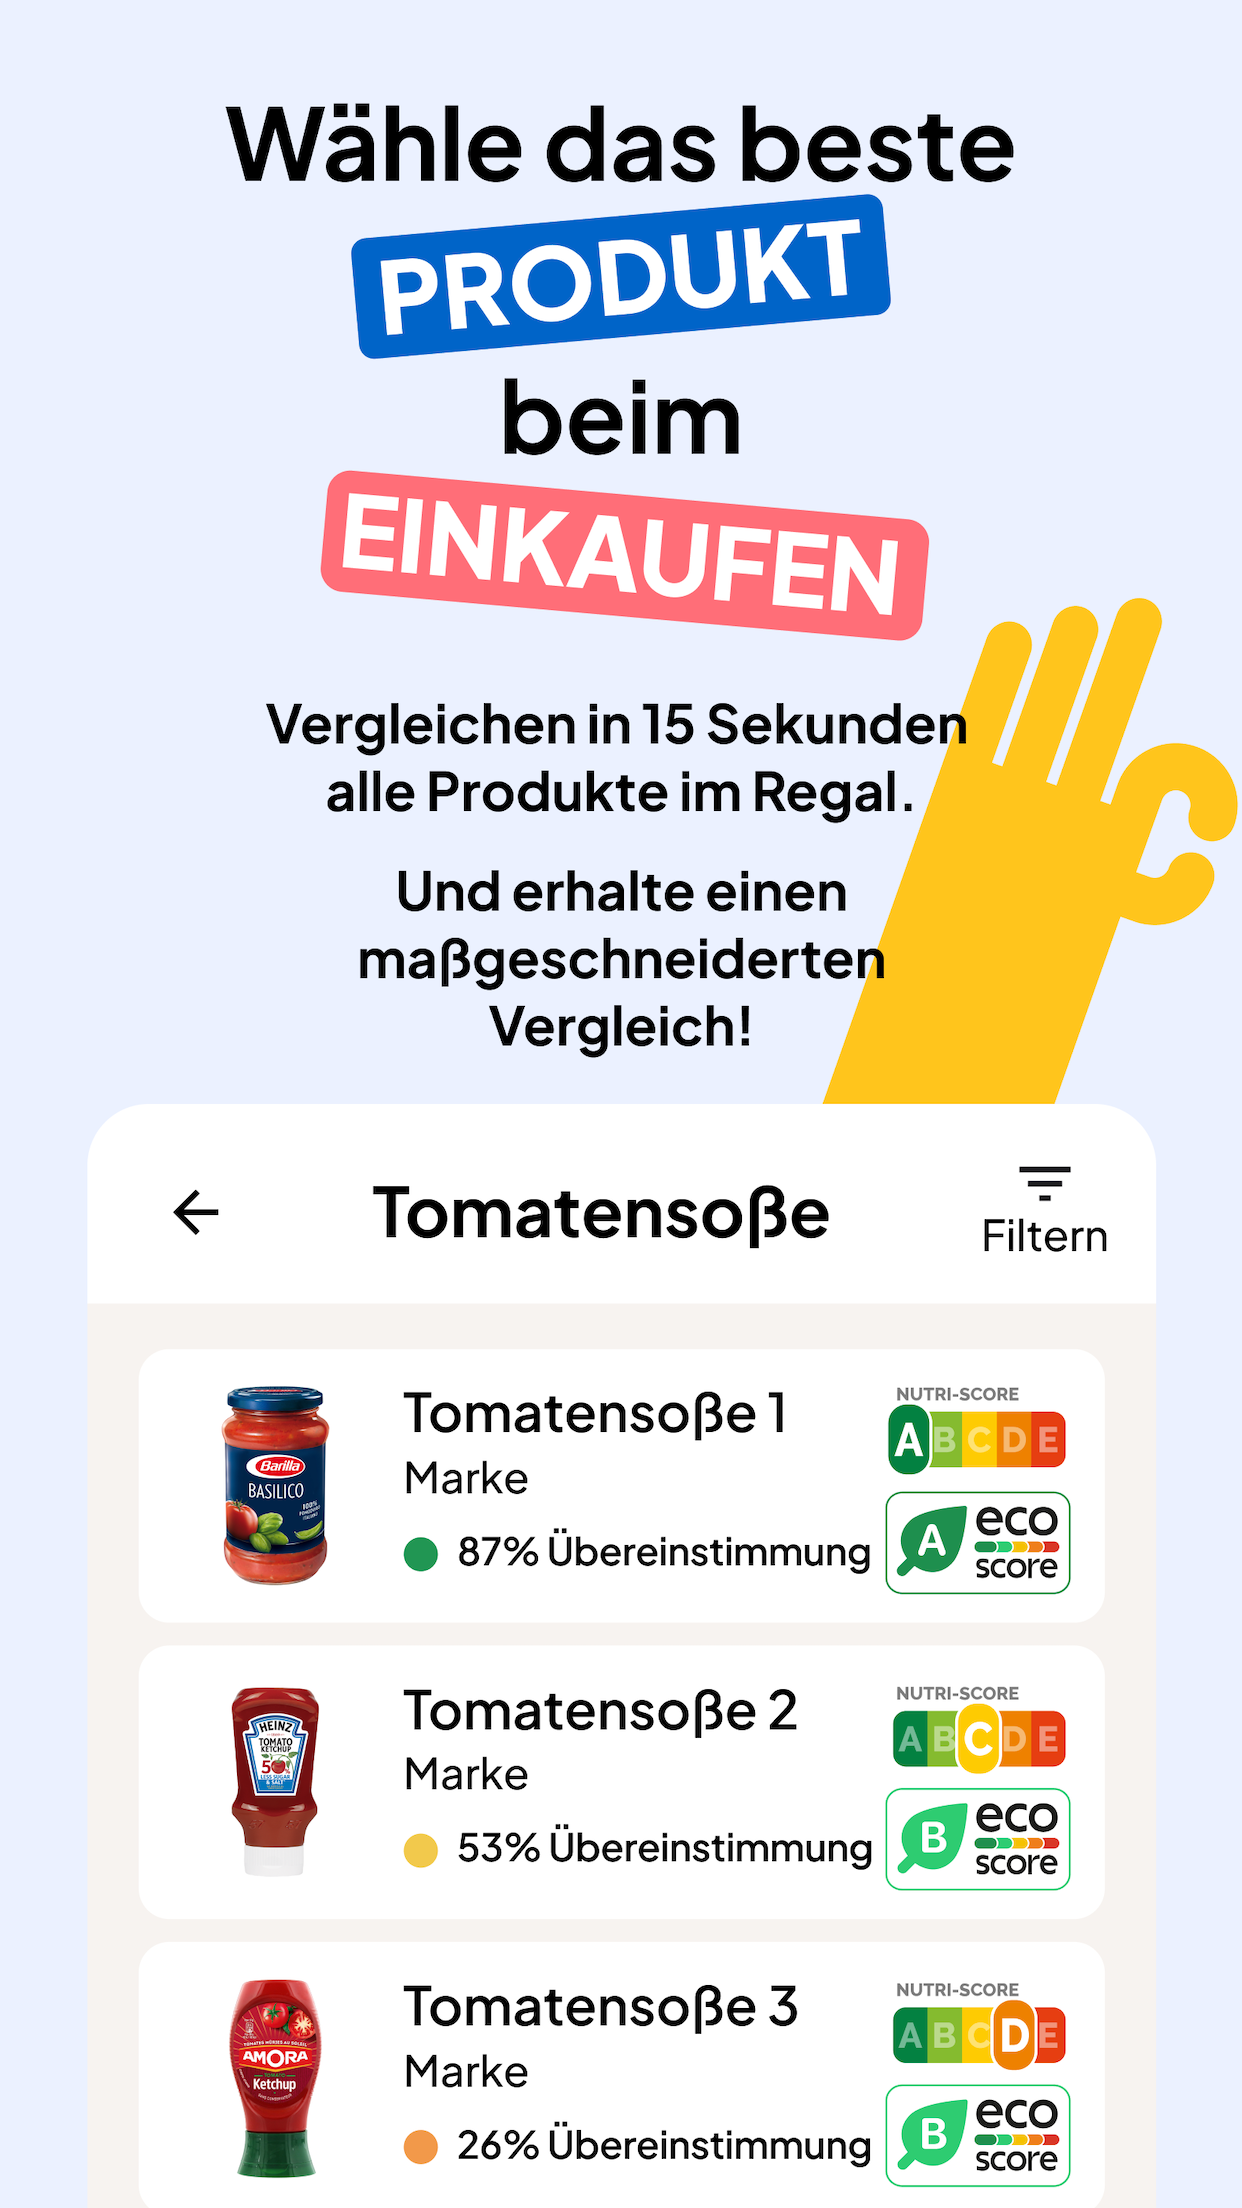 Wähle das beste
PRODUKT
beim
EINKAUFEN
Vergleichen in 15 Sekunden
alle Produkte im Regal.
Und erhalte einen
maßgeschneiderten
Vergleich!
Tomatensoße
Filtern
Barilla
BASILICO
100%
Tomatensoße 1
Marke
87% Übereinstimmung
NUTRI-SCORE
A B C D E
A eco
score
HEINZ
TOMATO
KETCHUP
50%
LESS SUGAR
& SALT
Tomatensoße 2
Marke
53% Übereinstimmung
NUTRI-SCORE
A B C D E
B eco
score
AMORA
TOMATO
Ketchup
Tomatensoße 3
Marke
26% Übereinstimmung
NUTRI-SCORE
A B C D E
B eco
score